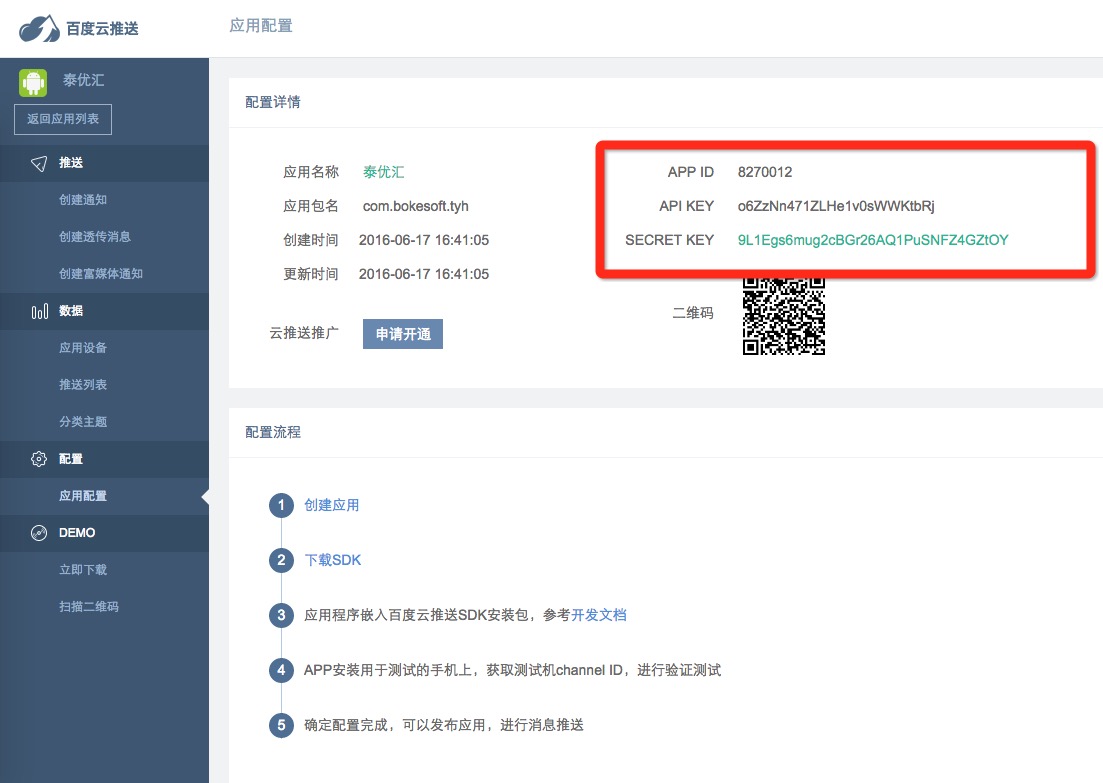 百度云推送
应用配置
泰优汇
返回应用列表
推送
创建通知
创建透传消息
创建富媒体通知
数据
应用设备
推送列表
分类主题
配置
应用配置
DEMO
立即下载
扫描二维码
配置详情
应用名称 泰优汇
应用包名 com.bokesoft.tyh
创建时间 2016-06-17 16:41:05
更新时间 2016-06-17 16:41:05
云推送推广 申请开通
APP ID 8270012
API KEY o6ZzNn471ZLHe1v0sWWKtbRj
SECRET KEY 9L1Egs6mug2cBGr26AQ1PuSNFZ4GZtOY
二维码
配置流程
1 创建应用
2 下载SDK
3 应用程序嵌入百度云推送SDK安装包，参考开发文档
4 APP安装用于测试的手机上，获取测试机channel ID，进行验证测试
5 确定配置完成，可以发布应用，进行消息推送